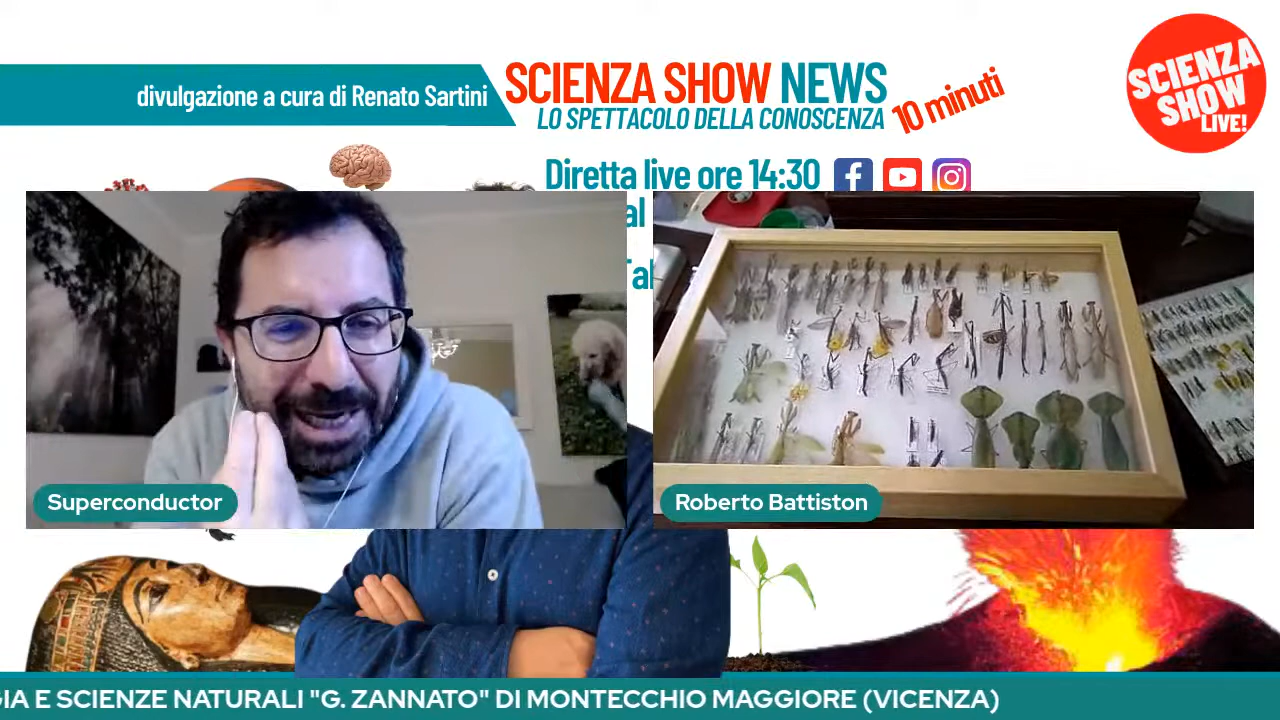 divulgazione a cura di Renato Sartini
SCIENZA SHOW NEWS
LO SPETTACOLO DELLA CONOSCENZA
10 minuti
SCIENZA
SHOW
LIVE!
Diretta live ore 14:30
al
Superconductor
Roberto Battiston
GIA E SCIENZE NATURALI "G. ZANNATO" DI MONTECCHIO MAGGIORE (VICENZA)